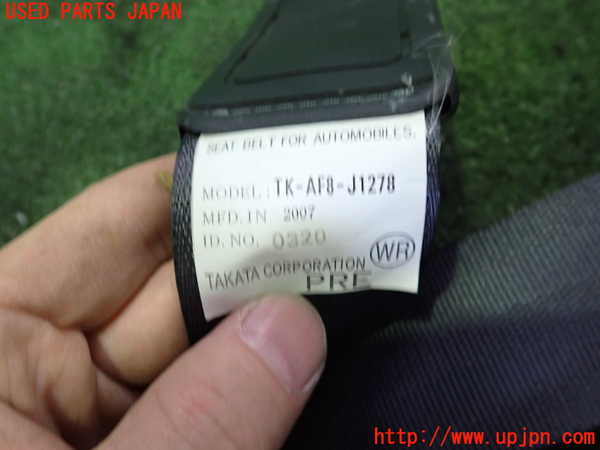 USED PARTS JAPAN
SEAT BELT FOR AUTOMOBILES.
MODEL: TK-AF8-J1278
MFD. IN 2007
ID. NO. 0320
WR
TAKATA CORPORATION
PRE
http://www.upjpn.com/